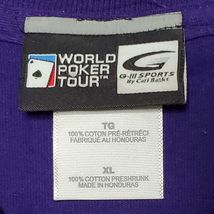 WORLD
POKER
TOUR™
G
G-III SPORTS
By Carl Banks
TG
100% COTON PRÉ-RÉTRÉCI
FABRIQUÉ AU HONDURAS
XL
100% COTTON PRESHRUNK
MADE IN HONDURAS